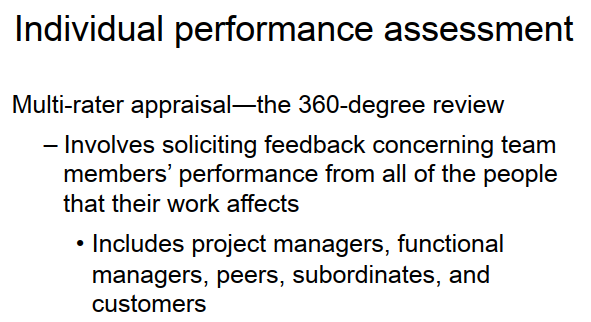 Individual performance assessment
Multi-rater appraisal—the 360-degree review
– Involves soliciting feedback concerning team
members’ performance from all of the people
that their work affects
• Includes project managers, functional
managers, peers, subordinates, and
customers